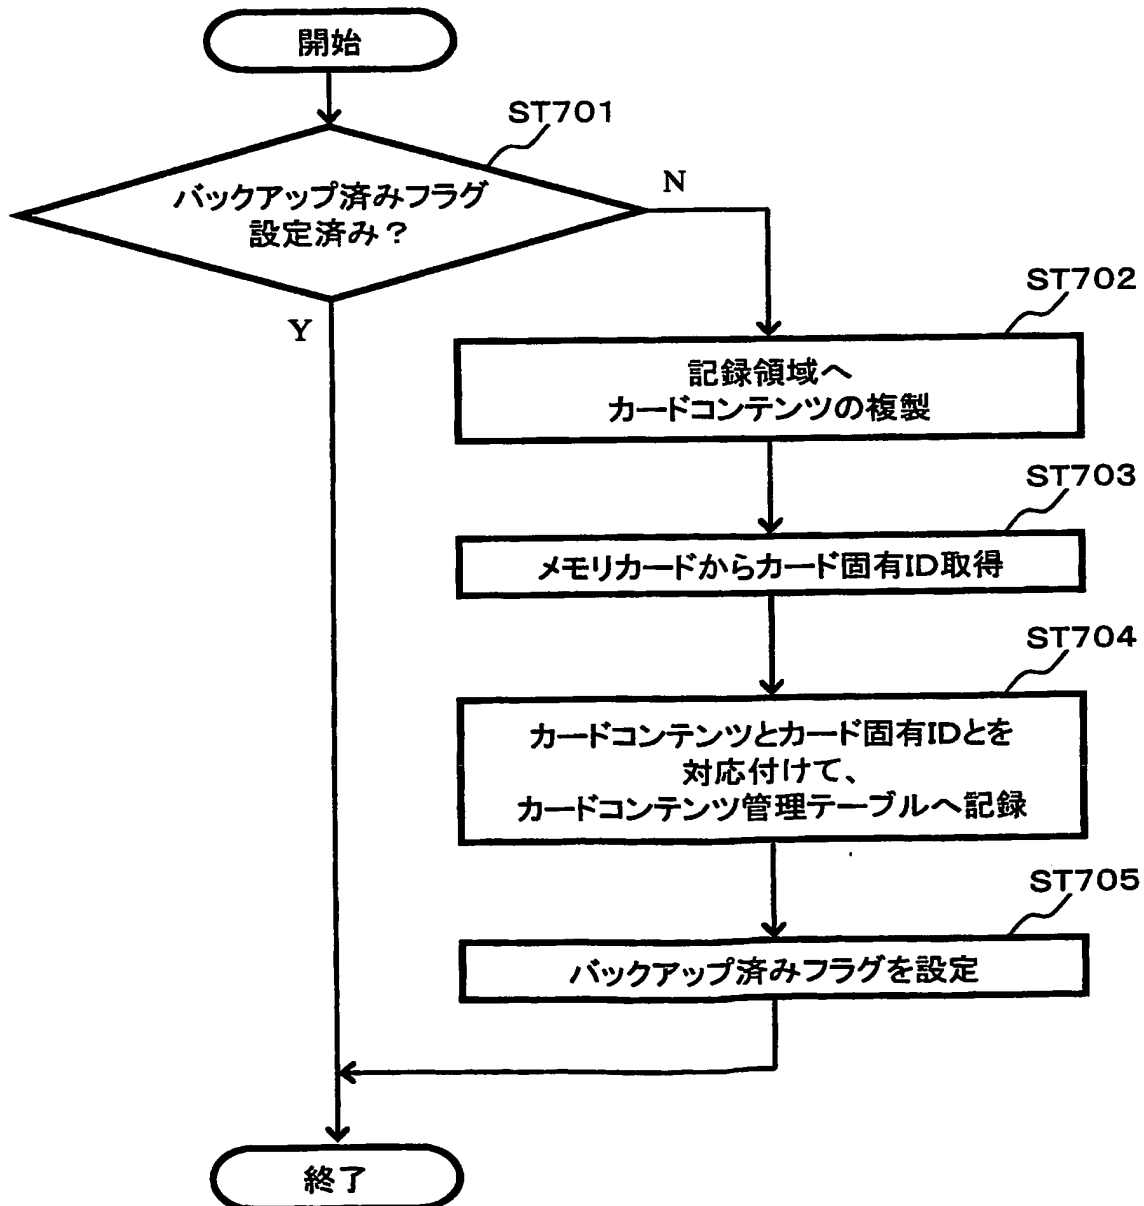 開始
ST701
バックアップ済みフラグ
設定済み？
N
Y
ST702
記録領域へ
カードコンテンツの複製
ST703
メモリカードからカード固有ID取得
ST704
カードコンテンツとカード固有IDとを
対応付けて、
カードコンテンツ管理テーブルへ記録
ST705
バックアップ済みフラグを設定
終了